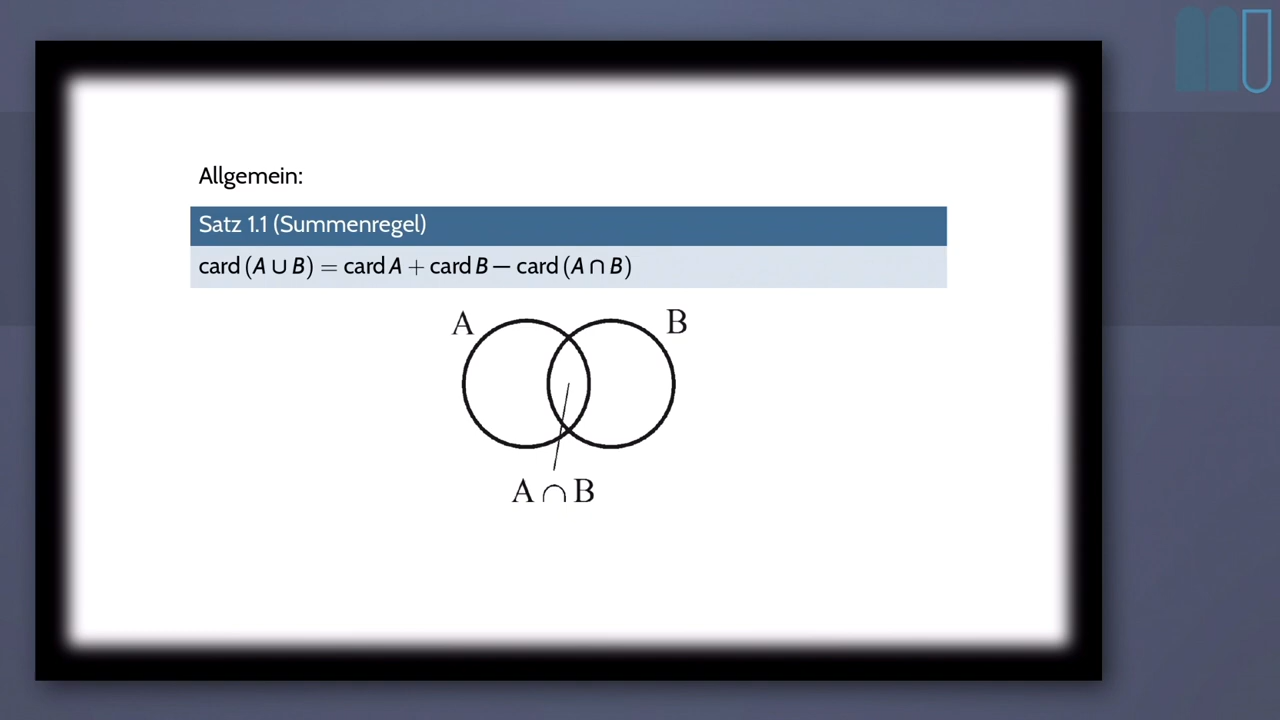 Allgemein:
Satz 1.1 (Summenregel)
card (A ∪ B) = card A + card B − card (A ∩ B)
A B
A ∩ B